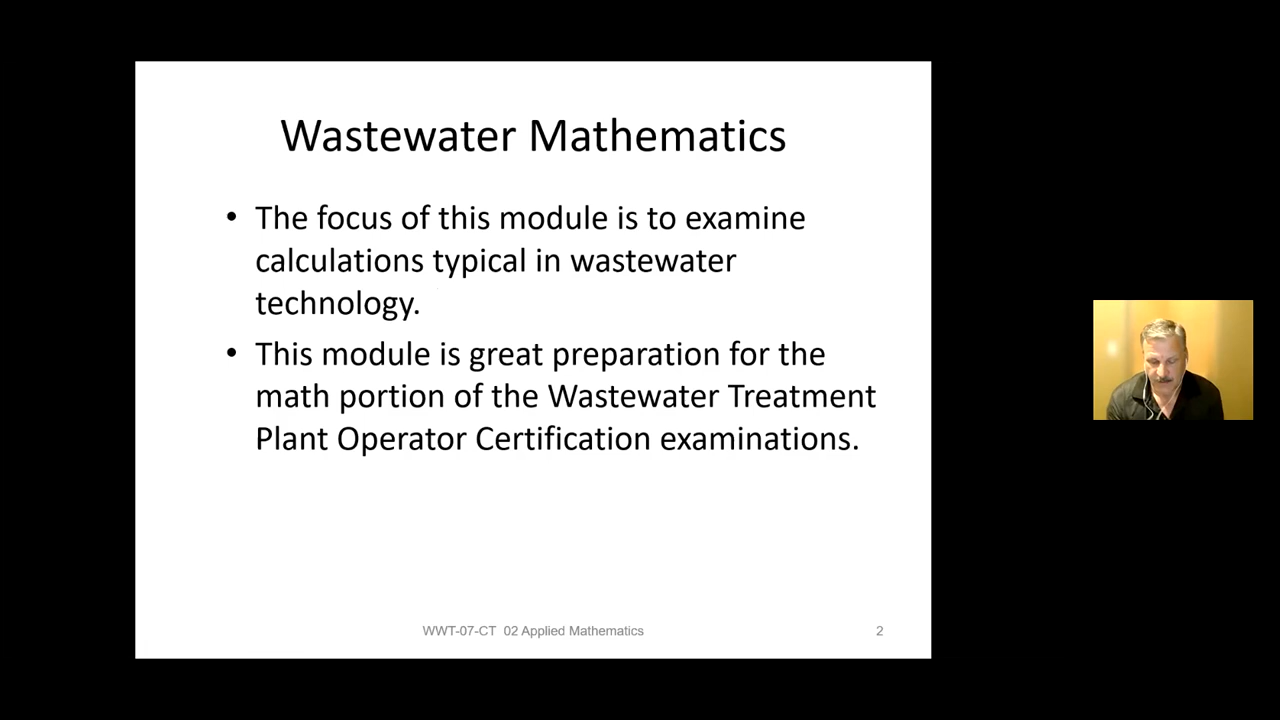 Wastewater Mathematics
• The focus of this module is to examine
calculations typical in wastewater
technology.
• This module is great preparation for the
math portion of the Wastewater Treatment
Plant Operator Certification examinations.
WWT-07-CT 02 Applied Mathematics
2